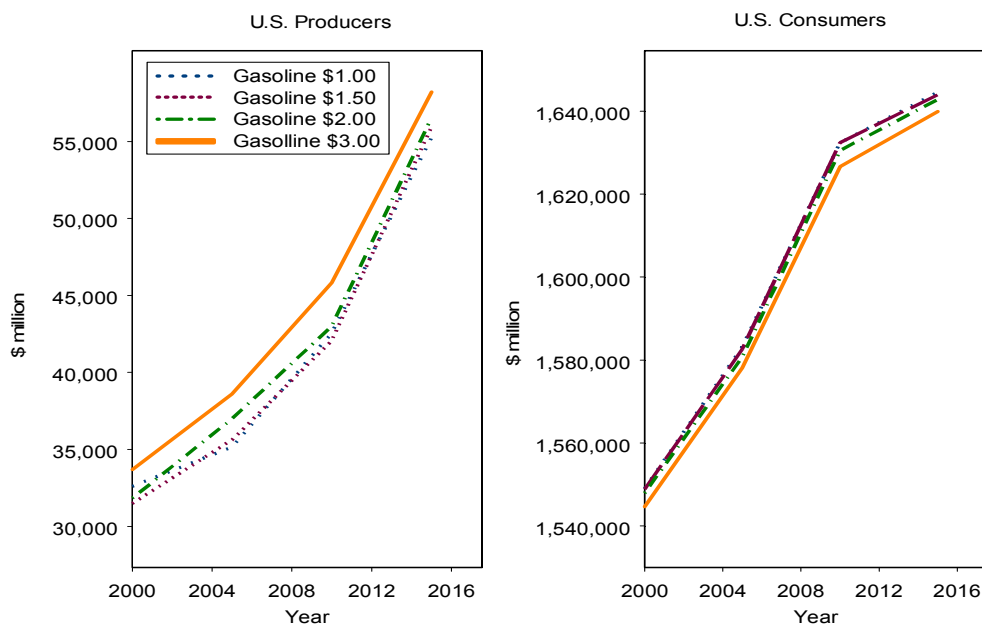 U.S. Producers
Gasoline $1.00
Gasoline $1.50
Gasoline $2.00
Gasolline $3.00
55,000
50,000
45,000
40,000
35,000
30,000
$ million
2000 2004 2008 2012 2016
Year
U.S. Consumers
1,640,000
1,620,000
1,600,000
1,580,000
1,560,000
1,540,000
$ million
2000 2004 2008 2012 2016
Year